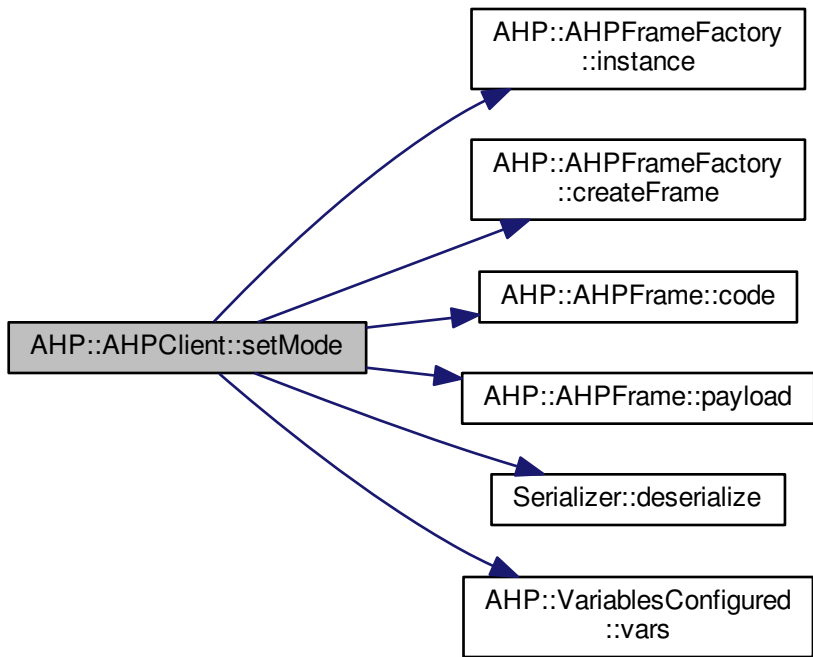 AHP::AHPFrameFactory
::instance
AHP::AHPFrameFactory
::createFrame
AHP::AHPFrame::code
AHP::AHPClient::setMode
AHP::AHPFrame::payload
Serializer::deserialize
AHP::VariablesConfigured
::vars